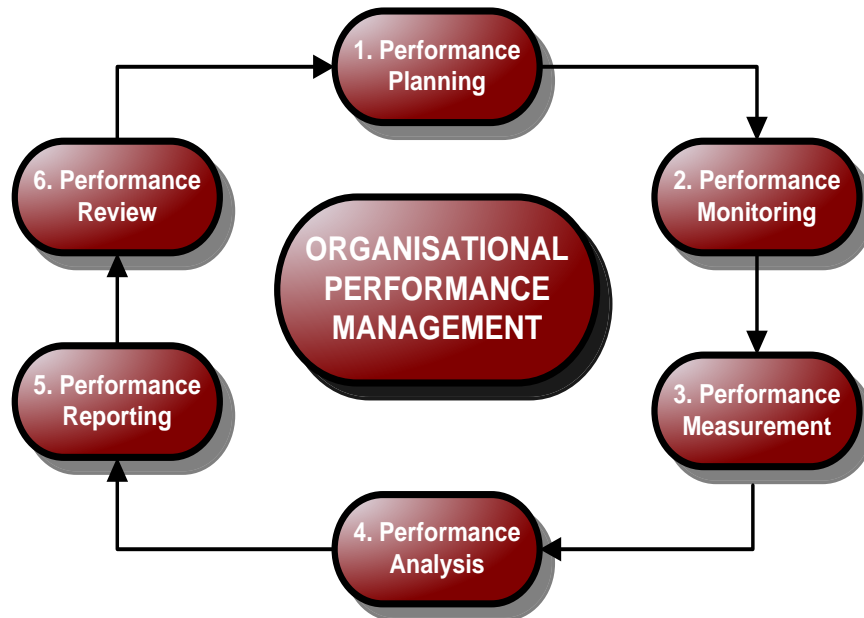 1. Performance
Planning
6. Performance
Review
2. Performance
Monitoring
ORGANISATIONAL
PERFORMANCE
MANAGEMENT
5. Performance
Reporting
3. Performance
Measurement
4. Performance
Analysis